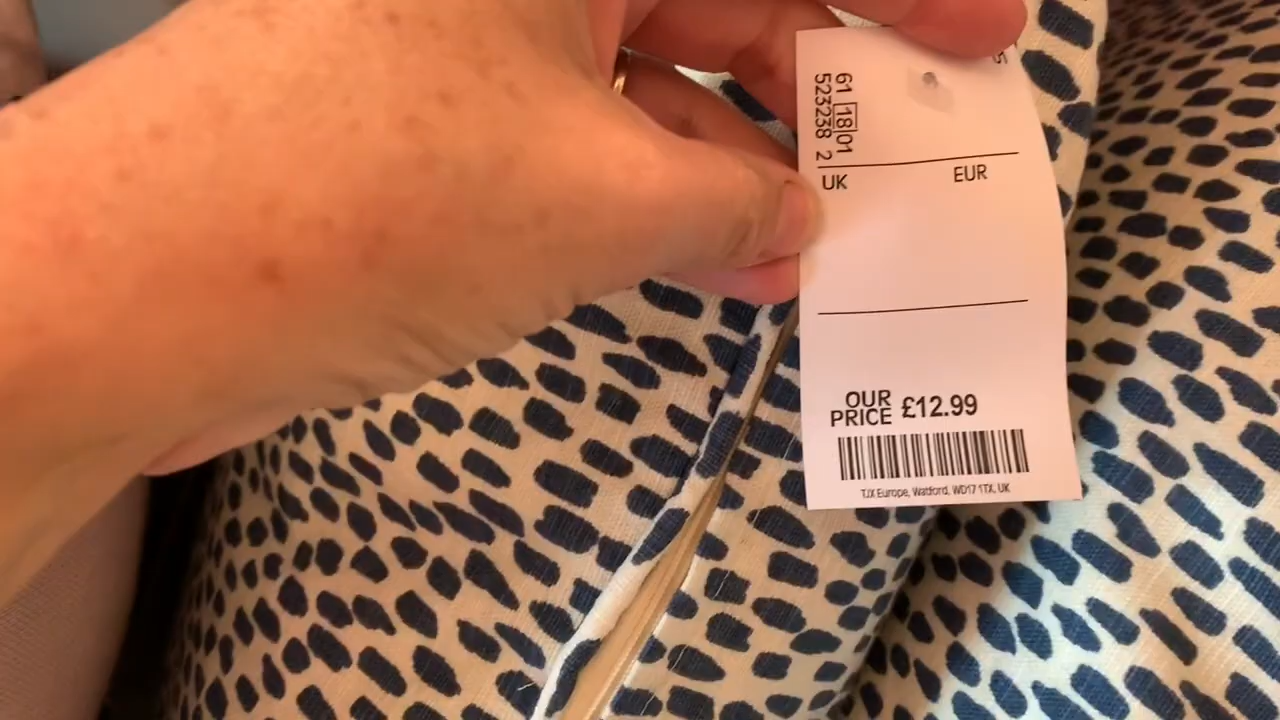 61 18 01
523238 2
UK EUR
OUR
PRICE £12.99
TJX Europe, Watford, WD17 1TX, UK